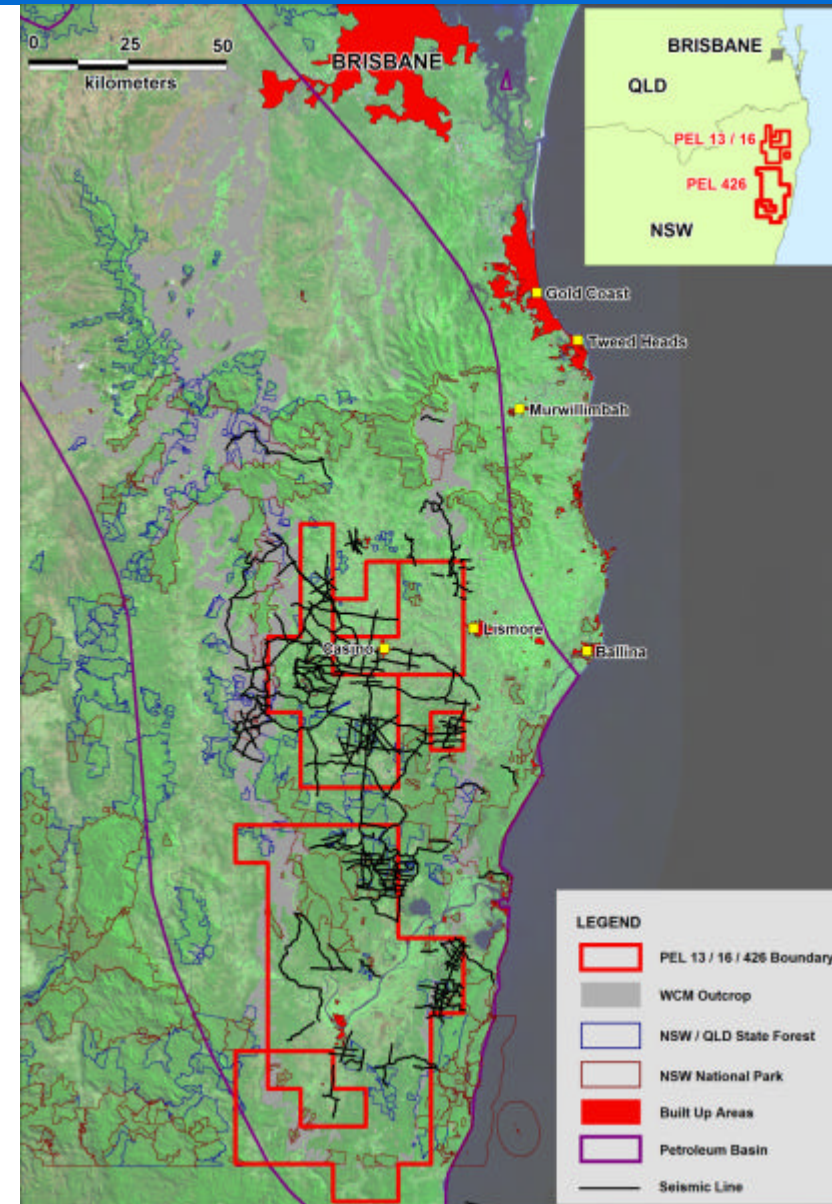 0 25 50
kilometers
BRISBANE
BRISBANE
QLD
PEL 13 / 16
PEL 426
NSW
Gold Coast
Tweed Heads
Murwillimbah
Lismore
Casino
Ballina
LEGEND
PEL 13 / 16 / 426 Boundary
WCM Outcrop
NSW / QLD State Forest
NSW National Park
Built Up Areas
Petroleum Basin
Seismic Line